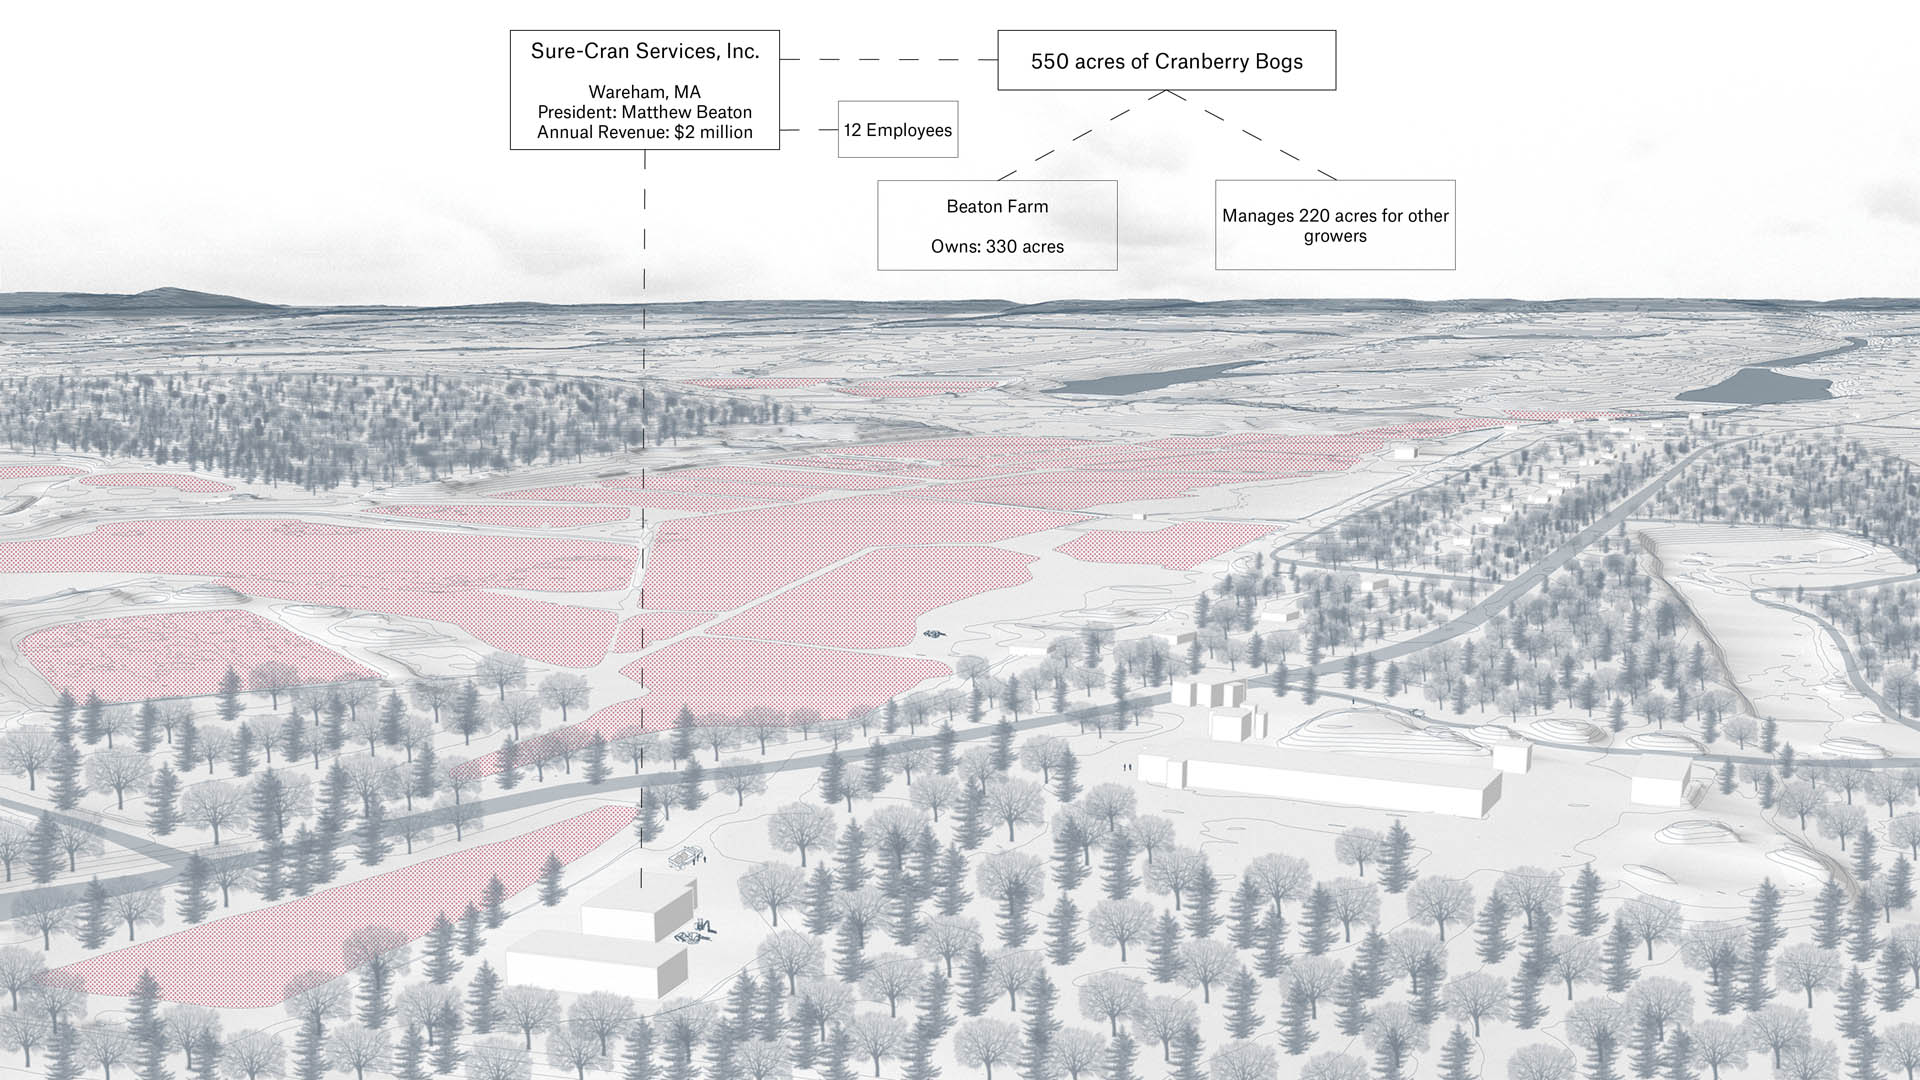 Sure-Cran Services, Inc.
Wareham, MA
President: Matthew Beaton
Annual Revenue: $2 million
12 Employees
550 acres of Cranberry Bogs
Beaton Farm
Owns: 330 acres
Manages 220 acres for other
growers